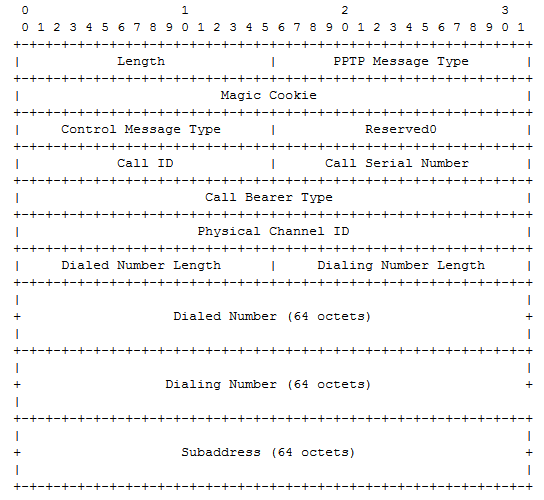 0                   1                   2                   3
 0 1 2 3 4 5 6 7 8 9 0 1 2 3 4 5 6 7 8 9 0 1 2 3 4 5 6 7 8 9 0 1
+-+-+-+-+-+-+-+-+-+-+-+-+-+-+-+-+-+-+-+-+-+-+-+-+-+-+-+-+-+-+-+-+
|            Length             |       PPTP Message Type       |
+-+-+-+-+-+-+-+-+-+-+-+-+-+-+-+-+-+-+-+-+-+-+-+-+-+-+-+-+-+-+-+-+
|                         Magic Cookie                          |
+-+-+-+-+-+-+-+-+-+-+-+-+-+-+-+-+-+-+-+-+-+-+-+-+-+-+-+-+-+-+-+-+
|     Control Message Type      |           Reserved0           |
+-+-+-+-+-+-+-+-+-+-+-+-+-+-+-+-+-+-+-+-+-+-+-+-+-+-+-+-+-+-+-+-+
|            Call ID            |      Call Serial Number       |
+-+-+-+-+-+-+-+-+-+-+-+-+-+-+-+-+-+-+-+-+-+-+-+-+-+-+-+-+-+-+-+-+
|                       Call Bearer Type                        |
+-+-+-+-+-+-+-+-+-+-+-+-+-+-+-+-+-+-+-+-+-+-+-+-+-+-+-+-+-+-+-+-+
|                      Physical Channel ID                      |
+-+-+-+-+-+-+-+-+-+-+-+-+-+-+-+-+-+-+-+-+-+-+-+-+-+-+-+-+-+-+-+-+
|     Dialed Number Length      |     Dialing Number Length     |
+-+-+-+-+-+-+-+-+-+-+-+-+-+-+-+-+-+-+-+-+-+-+-+-+-+-+-+-+-+-+-+-+
|                                                               |
+                   Dialed Number (64 octets)                   +
|                                                               |
+-+-+-+-+-+-+-+-+-+-+-+-+-+-+-+-+-+-+-+-+-+-+-+-+-+-+-+-+-+-+-+-+
|                                                               |
+                  Dialing Number (64 octets)                   +
|
+-+-+-+-+-+-+-+-+-+-+-+-+-+-+-+-+-+-+-+-+-+-+-+-+-+-+-+-+-+-+-+-+
|                                                               |
+                    Subaddress (64 octets)                     +
|                                                               |
+-+-+-+-+-+-+-+-+-+-+-+-+-+-+-+-+-+-+-+-+-+-+-+-+-+-+-+-+-+-+-+-+